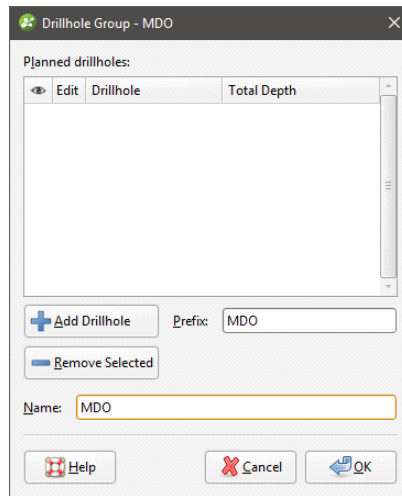 Drillhole Group - MDO
Planned drillholes:
Edit Drillhole Total Depth
Add Drillhole Prefix: MDO
Remove Selected
Name: MDO
Help Cancel OK